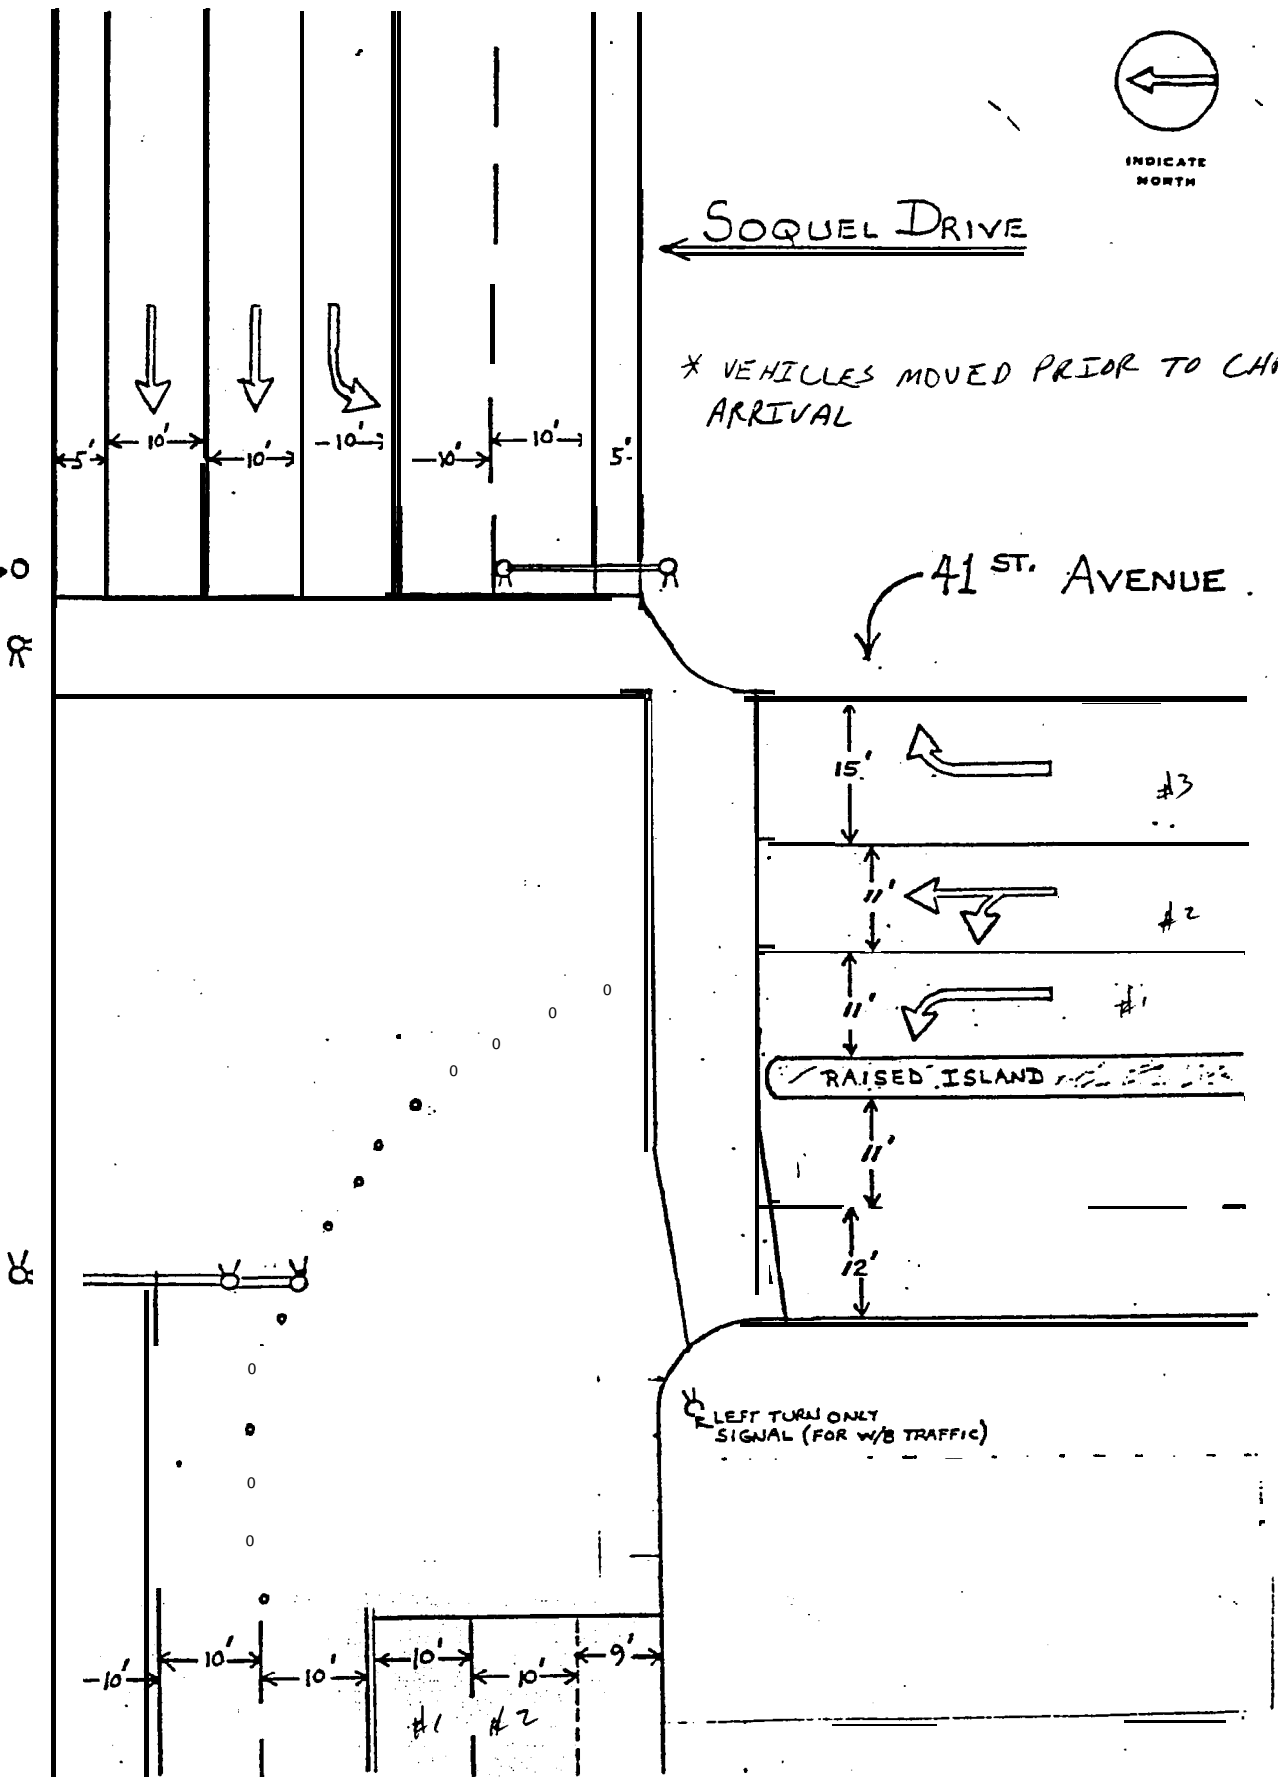 INDICATE
NORTH
SOQUEL DRIVE
* VEHICLES MOVED PRIOR TO
ARRIVAL
5' 10' 10' 10' 10' 10' 5'
41 ST. AVENUE
15'
#3
11'
#2
11'
#1
RAISED ISLAND
11'
12'
LEFT TURN ONLY
SIGNAL (FOR W/B TRAFFIC)
10' 10' 10' 10' 10' 9'
#1 #2